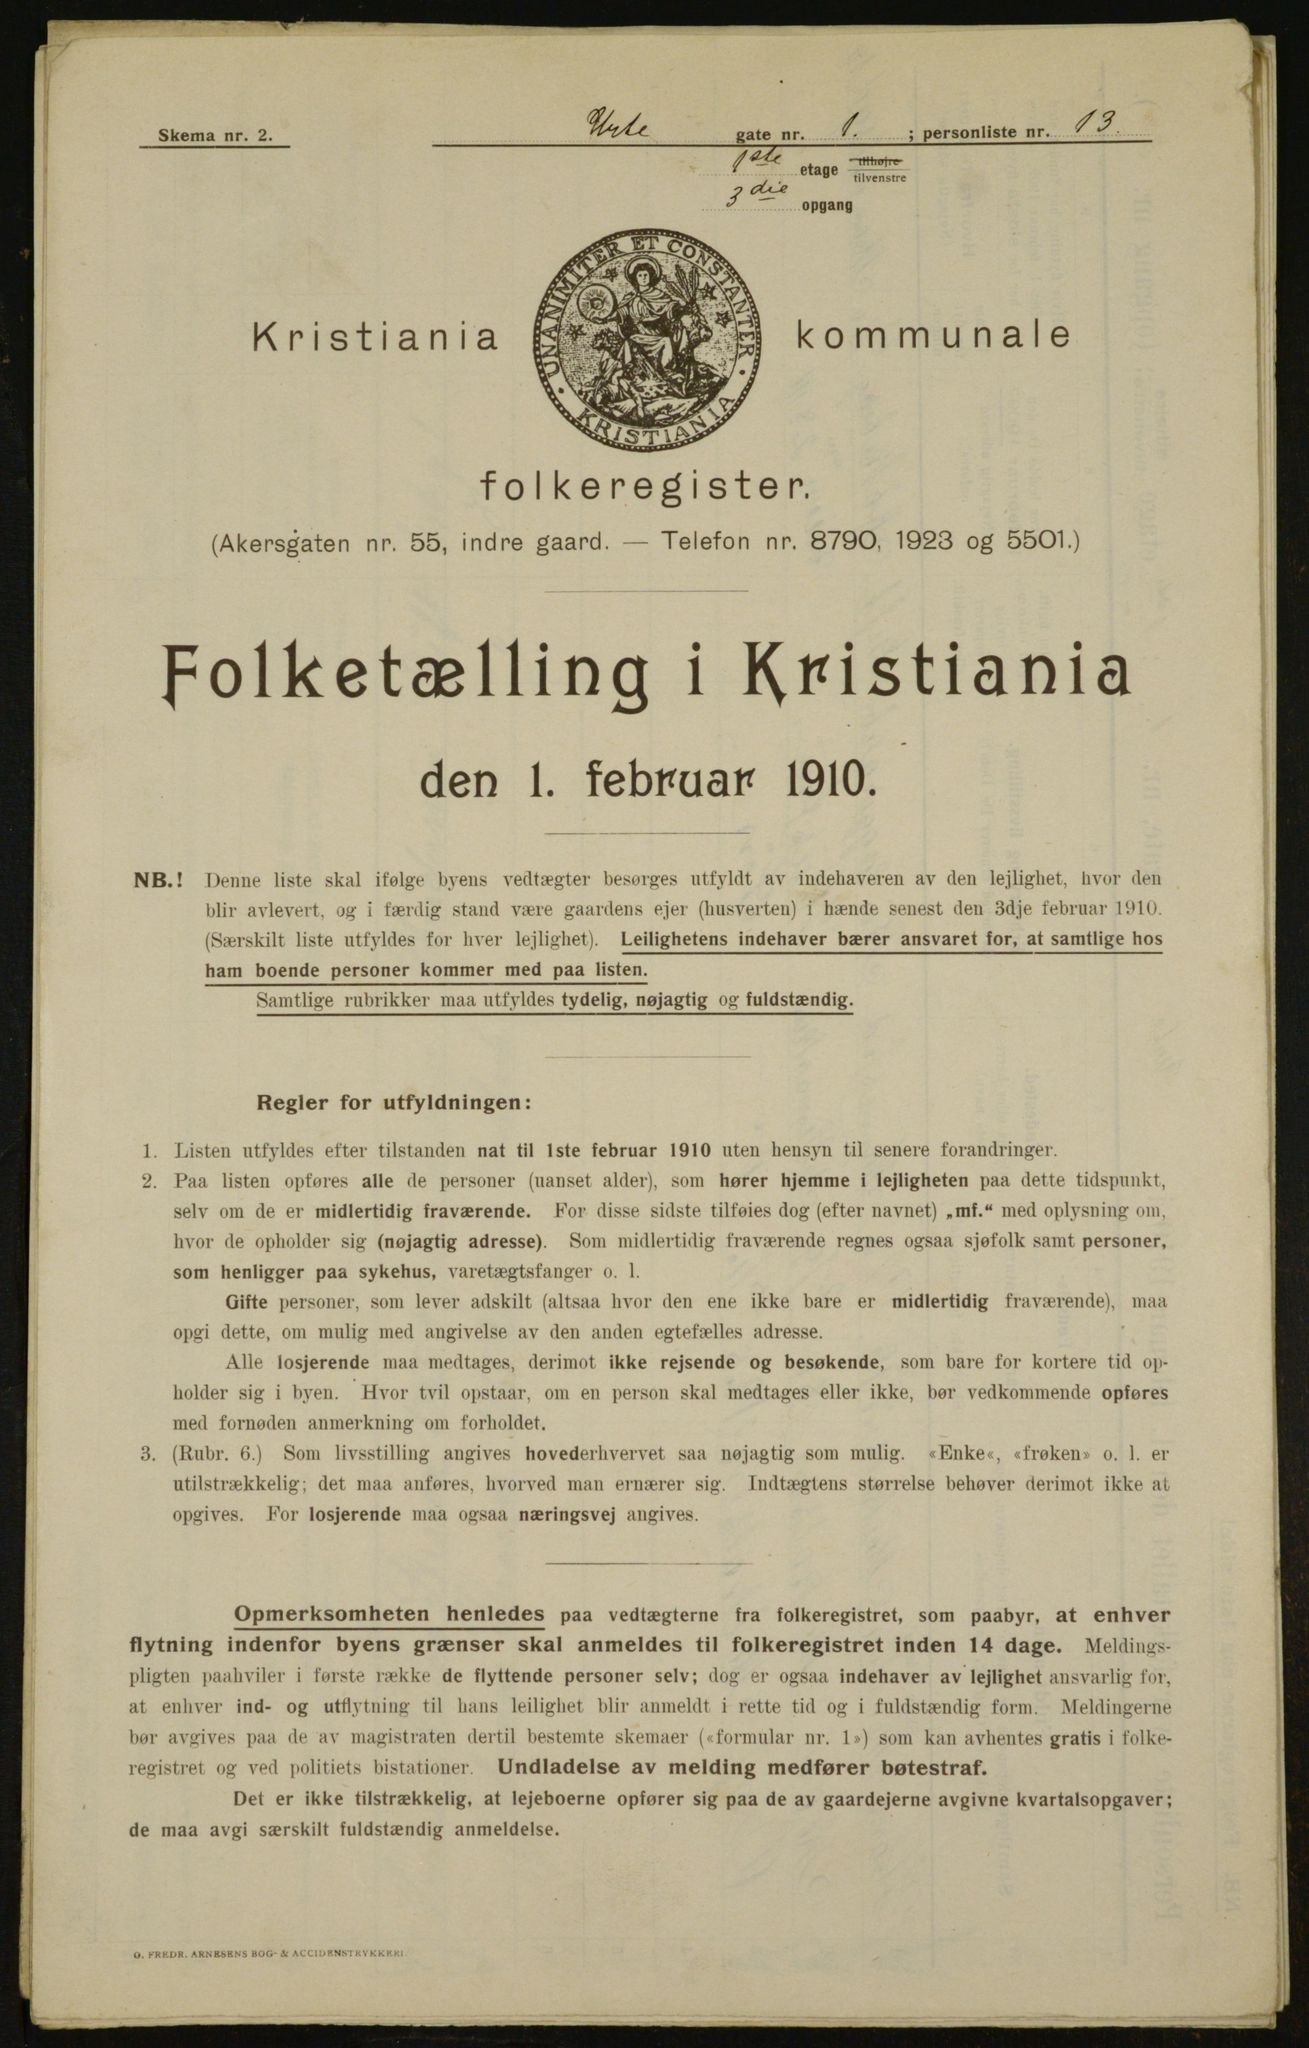 Skema nr. 2.
Urte gate nr. 1. ; personliste nr. 13.
1ste etage tilhøjre
tilvenstre
3die opgang
UNANIMITER ET CONSTANTER · KRISTIANIA ·
Kristiania kommunale
folkeregister.
(Akersgaten nr. 55, indre gaard. — Telefon nr. 8790, 1923 og 5501.)
Folketælling i Kristiania
den 1. februar 1910.
NB.! Denne liste skal ifølge byens vedtægter besørges utfyldt av indehaveren av den lejlighet, hvor den
blir avlevert, og i færdig stand være gaardens ejer (husverten) i hænde senest den 3dje februar 1910.
(Særskilt liste utfyldes for hver lejlighet). Leilighetens indehaver bærer ansvaret for, at samtlige hos
ham boende personer kommer med paa listen.
Samtlige rubrikker maa utfyldes tydelig, nøjagtig og fuldstændig.
Regler for utfyldningen:
1. Listen utfyldes efter tilstanden nat til 1ste februar 1910 uten hensyn til senere forandringer.
2. Paa listen opføres alle de personer (uanset alder), som hører hjemme i lejligheten paa dette tidspunkt,
selv om de er midlertidig fraværende. For disse sidste tilføies dog (efter navnet) „mf.“ med oplysning om,
hvor de opholder sig (nøjagtig adresse). Som midlertidig fraværende regnes ogsaa sjøfolk samt personer,
som henligger paa sykehus, varetægtsfanger o. l.
Gifte personer, som lever adskilt (altsaa hvor den ene ikke bare er midlertidig fraværende), maa
opgi dette, om mulig med angivelse av den anden egtefælles adresse.
Alle losjerende maa medtages, derimot ikke rejsende og besøkende, som bare for kortere tid op-
holder sig i byen. Hvor tvil opstaar, om en person skal medtages eller ikke, bør vedkommende opføres
med fornøden anmerkning om forholdet.
3. (Rubr. 6.) Som livsstilling angives hovederhvervet saa nøjagtig som mulig. «Enke«, «frøken» o. l. er
utilstrækkelig; det maa anføres, hvorved man ernærer sig. Indtægtens størrelse behøver derimot ikke at
opgives. For losjerende maa ogsaa næringsvej angives.
Opmerksomheten henledes paa vedtægterne fra folkeregistret, som paabyr, at enhver
flytning indenfor byens grænser skal anmeldes til folkeregistret inden 14 dage. Meldings-
pligten paahviler i første række de flyttende personer selv; dog er ogsaa indehaver av lejlighet ansvarlig for,
at enhver ind- og utflytning til hans leilighet blir anmeldt i rette tid og i fuldstændig form. Meldingerne
bør avgives paa de av magistraten dertil bestemte skemaer («formular nr. 1») som kan avhentes gratis i folke-
registret og ved politiets bistationer. Undladelse av melding medfører bøtestraf.
Det er ikke tilstrækkelig, at lejeboerne opfører sig paa de av gaardejerne avgivne kvartalsopgaver;
de maa avgi særskilt fuldstændig anmeldelse.
O. FREDR. ARNESENS BOG- & ACCIDENSTRYKKERI.